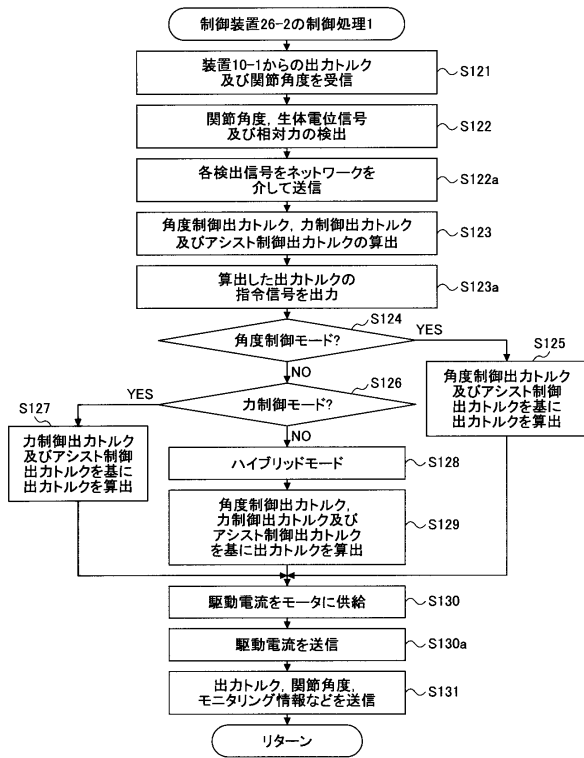 制御装置26-2の制御処理1
装置10-1からの出力トルク
及び関節角度を受信
S121
関節角度，生体電位信号
及び相対力の検出
S122
各検出信号をネットワークを
介して送信
S122a
角度制御出力トルク，力制御出力トルク
及びアシスト制御出力トルクの算出
S123
算出した出力トルクの
指令信号を出力
S123a
S124
角度制御モード?
YES
NO
S125
角度制御出力トルク
及びアシスト制御
出力トルクを基に
出力トルクを算出
S126
力制御モード?
YES
NO
S127
力制御出力トルク
及びアシスト制御
出力トルクを基に
出力トルクを算出
ハイブリッドモード
S128
角度制御出力トルク，
力制御出力トルク及び
アシスト制御出力トルク
を基に出力トルクを算出
S129
駆動電流をモータに供給
S130
駆動電流を送信
S130a
出力トルク，関節角度，
モニタリング情報などを送信
S131
リターン